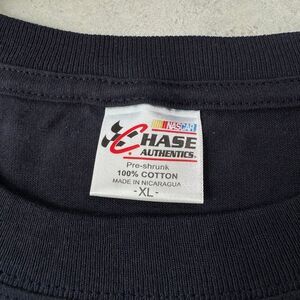 NASCAR
CHASE
AUTHENTICS
Pre-shrunk
100% COTTON
MADE IN NICARAGUA
-XL-